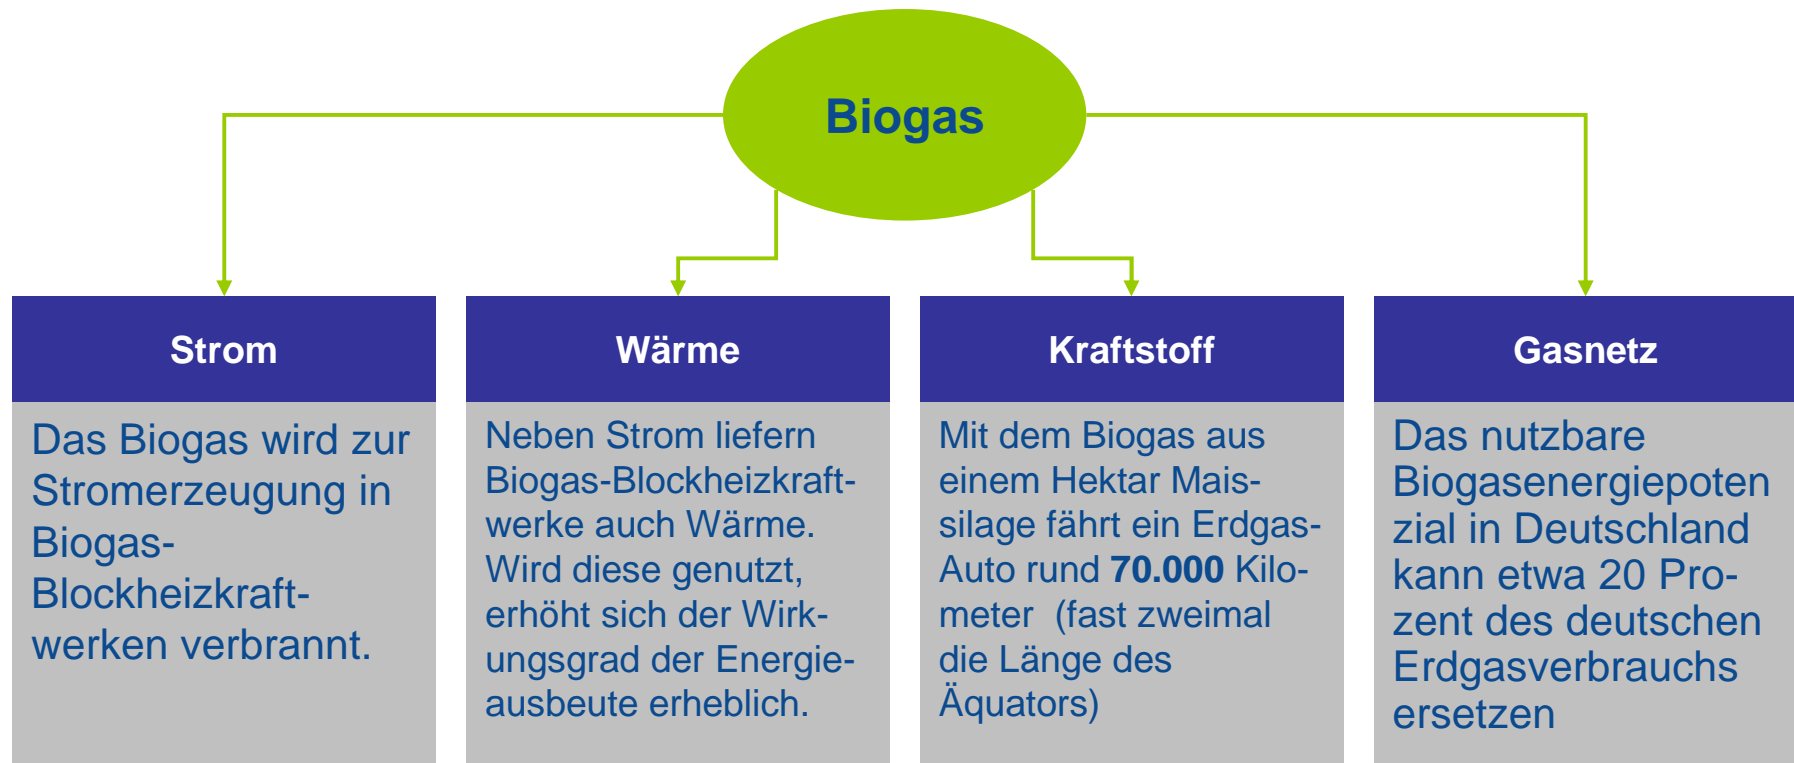 Biogas
Strom
Das Biogas wird zur
Stromerzeugung in
Biogas-
Blockheizkraft-
werken verbrannt.
Wärme
Neben Strom liefern
Biogas-Blockheizkraft-
werke auch Wärme.
Wird diese genutzt,
erhöht sich der Wirk-
ungsgrad der Energie-
ausbeute erheblich.
Kraftstoff
Mit dem Biogas aus
einem Hektar Mais-
silage fährt ein Erdgas-
Auto rund 70.000 Kilo-
meter (fast zweimal
die Länge des
Äquators)
Gasnetz
Das nutzbare
Biogasenergiepoten
zial in Deutschland
kann etwa 20 Pro-
zent des deutschen
Erdgasverbrauchs
ersetzen